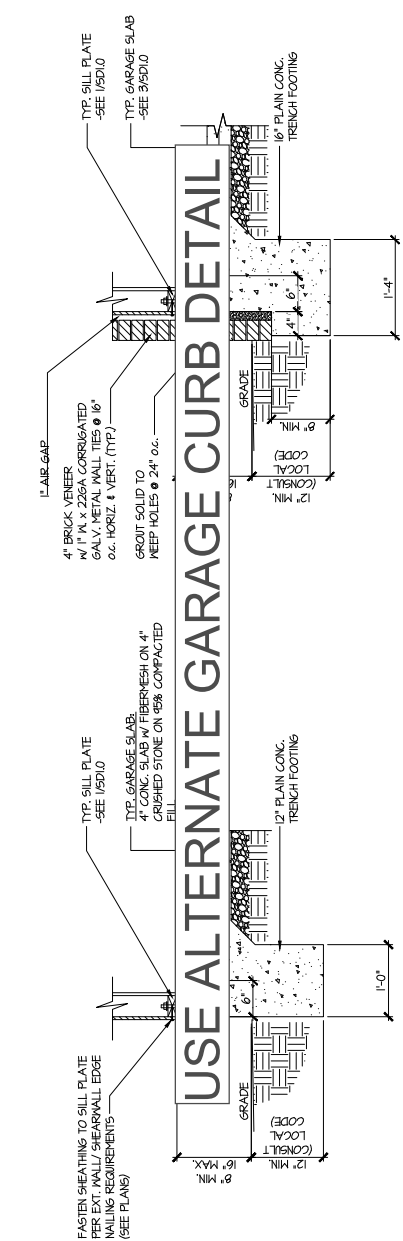 FASTEN SHEATHING TO SILL PLATE
PER EXT. WALL/ SHEARWALL EDGE
NAILING REQUIREMENTS
(SEE PLANS)
TYP. SILL PLATE
-SEE 1/SD1.0
TYP. GARAGE SLAB:
4" CONC. SLAB W/ FIBERMESH ON 4"
CRUSHED STONE ON 95% COMPACTED
FILL
12" PLAIN CONC.
TRENCH FOOTING
GRADE
8" MIN.
16" MAX.
12" MIN.
(CONSULT
LOCAL
CODE)
6"
1'-0"
USE ALTERNATE GARAGE CURB DETAIL
1" AIR GAP
4" BRICK VENEER
W/ 1" W. x 22GA CORRUGATED
GALV. METAL WALL TIES @ 16"
O.C. HORIZ. & VERT. (TYP.)
GROUT SOLID TO
WEEP HOLES @ 24" O.C.
TYP. SILL PLATE
-SEE 1/SD1.0
TYP. GARAGE SLAB
-SEE 3/SD1.0
16" PLAIN CONC.
TRENCH FOOTING
GRADE
8" MIN.
12" MIN.
(CONSULT
LOCAL
CODE)
4"
6"
1'-4"